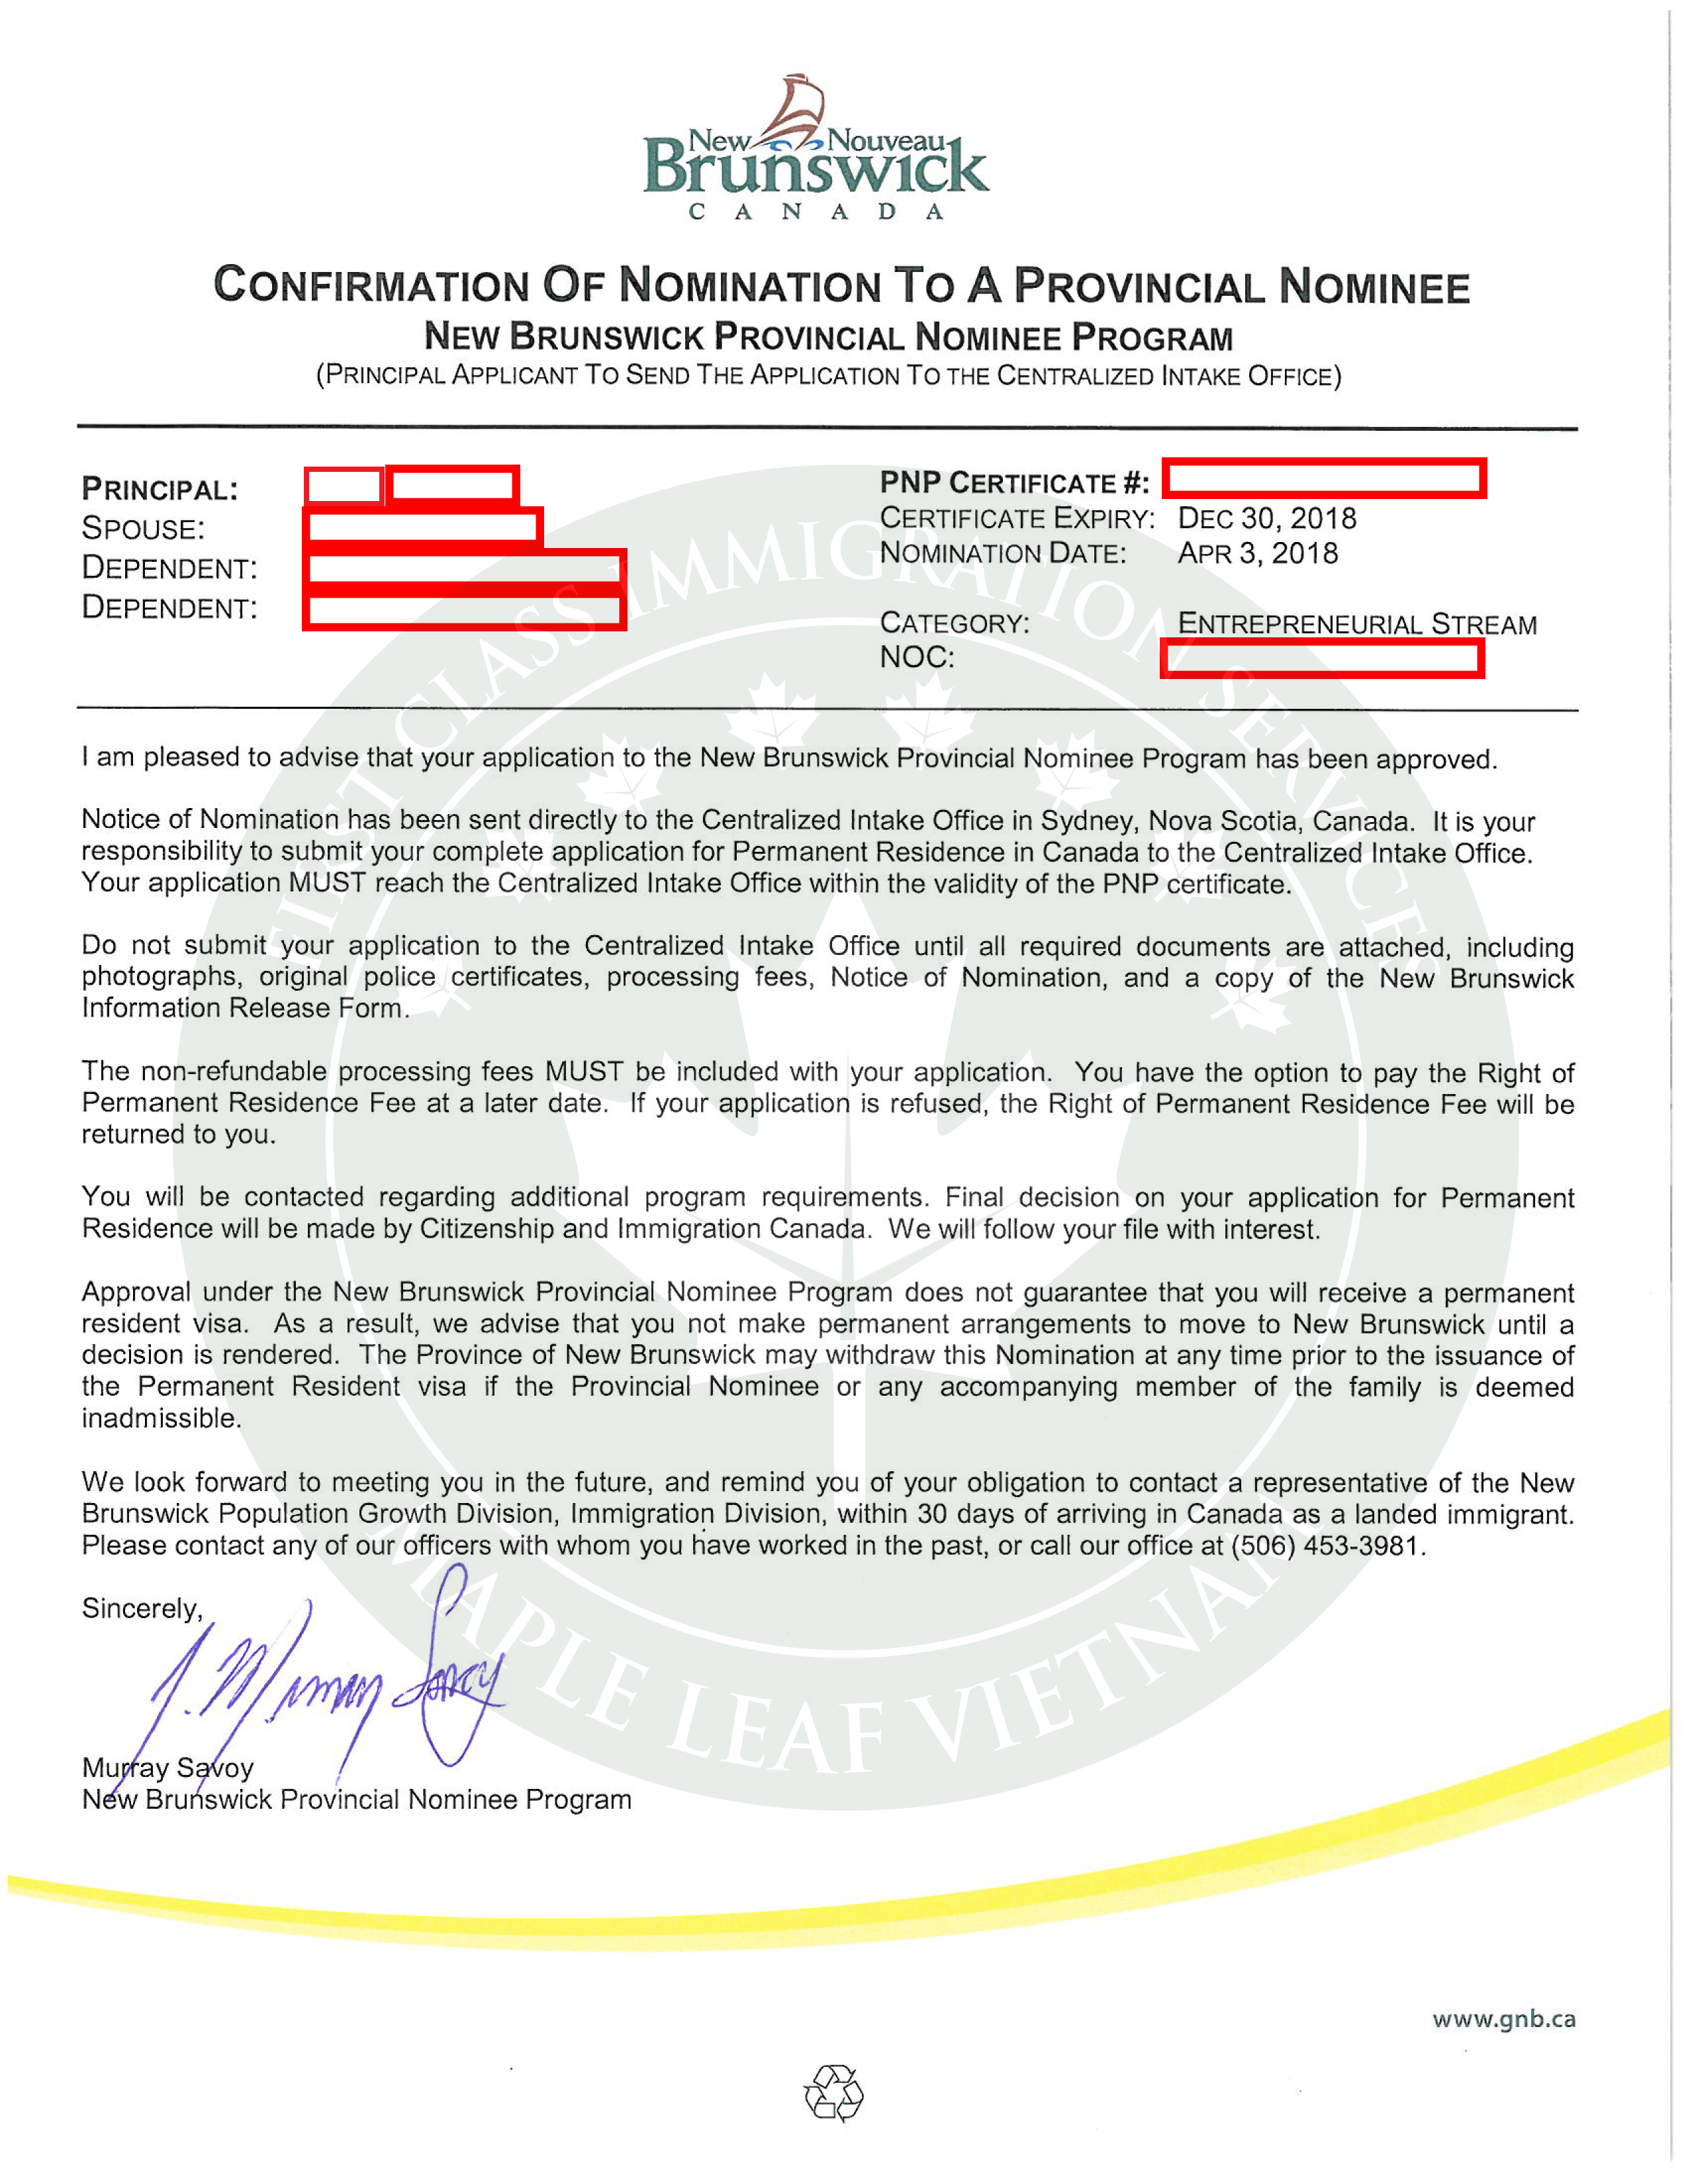 New Nouveau
Brunswick
CANADA
CONFIRMATION OF NOMINATION TO A PROVINCIAL NOMINEE
NEW BRUNSWICK PROVINCIAL NOMINEE PROGRAM
(PRINCIPAL APPLICANT TO SEND THE APPLICATION TO THE CENTRALIZED INTAKE OFFICE)
PRINCIPAL:
SPOUSE:
DEPENDENT:
DEPENDENT:
PNP CERTIFICATE #:
CERTIFICATE EXPIRY: DEC 30, 2018
NOMINATION DATE: APR 3, 2018
CATEGORY: ENTREPRENEURIAL STREAM
NOC:
I am pleased to advise that your application to the New Brunswick Provincial Nominee Program has been approved.
Notice of Nomination has been sent directly to the Centralized Intake Office in Sydney, Nova Scotia, Canada. It is your
responsibility to submit your complete application for Permanent Residence in Canada to the Centralized Intake Office.
Your application MUST reach the Centralized Intake Office within the validity of the PNP certificate.
Do not submit your application to the Centralized Intake Office until all required documents are attached, including
photographs, original police certificates, processing fees, Notice of Nomination, and a copy of the New Brunswick
Information Release Form.
The non-refundable processing fees MUST be included with your application. You have the option to pay the Right of
Permanent Residence Fee at a later date. If your application is refused, the Right of Permanent Residence Fee will be
returned to you.
You will be contacted regarding additional program requirements. Final decision on your application for Permanent
Residence will be made by Citizenship and Immigration Canada. We will follow your file with interest.
Approval under the New Brunswick Provincial Nominee Program does not guarantee that you will receive a permanent
resident visa. As a result, we advise that you not make permanent arrangements to move to New Brunswick until a
decision is rendered. The Province of New Brunswick may withdraw this Nomination at any time prior to the issuance of
the Permanent Resident visa if the Provincial Nominee or any accompanying member of the family is deemed
inadmissible.
We look forward to meeting you in the future, and remind you of your obligation to contact a representative of the New
Brunswick Population Growth Division, Immigration Division, within 30 days of arriving in Canada as a landed immigrant.
Please contact any of our officers with whom you have worked in the past, or call our office at (506) 453-3981.
Sincerely,
J. Murray Savoy
Murray Savoy
New Brunswick Provincial Nominee Program
www.gnb.ca
FIRST CLASS IMMIGRATION SERVICES
MAPLE LEAF VIETNAM